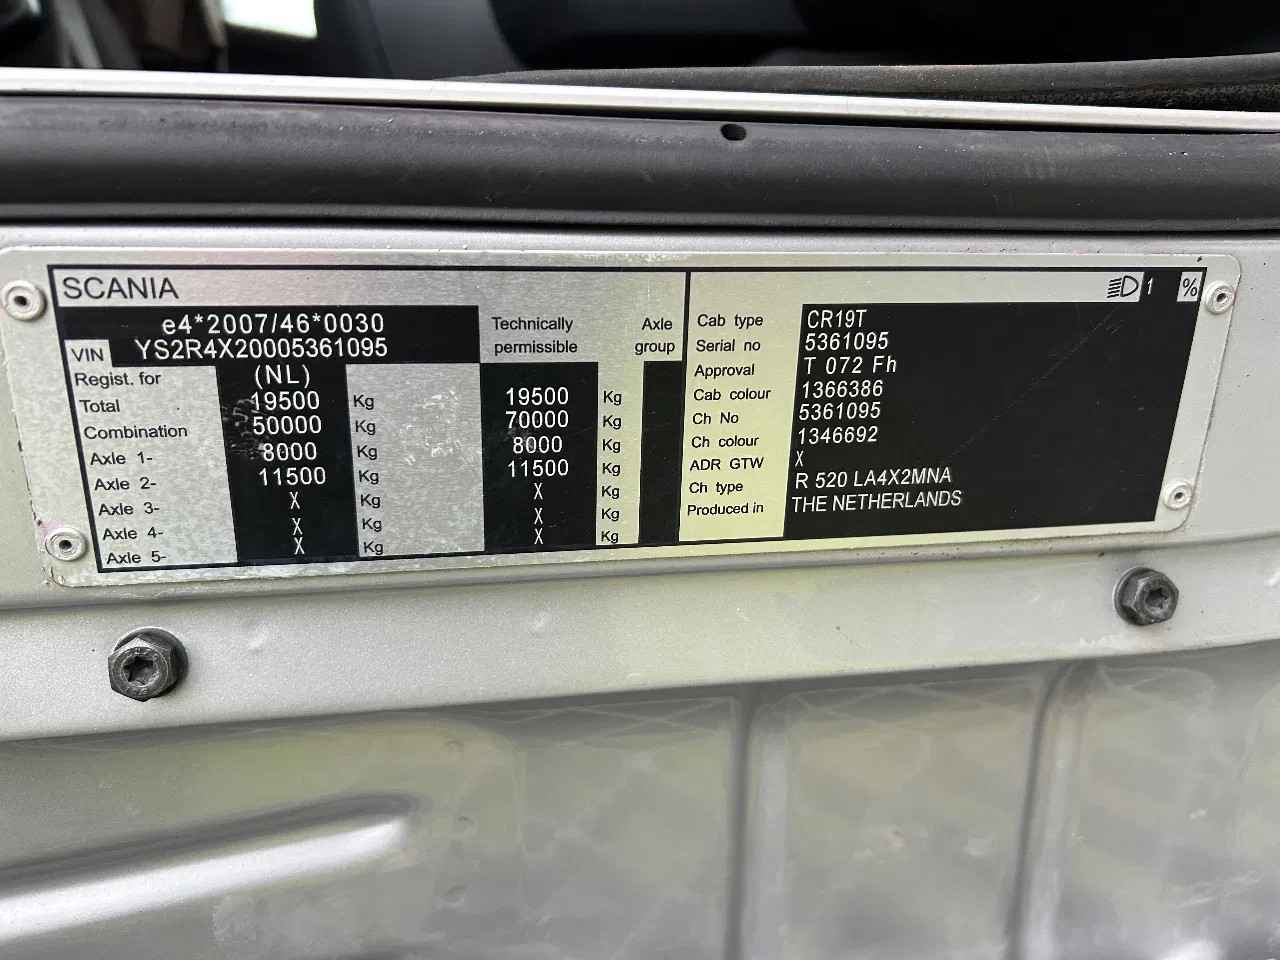 SCANIA
e4*2007/46*0030
VIN YS2R4X20005361095
Technically permissible
Axle group
Regist. for (NL)
Total 19500 Kg 19500 Kg
Combination 50000 Kg 70000 Kg
Axle 1- 8000 Kg 8000 Kg
Axle 2- 11500 Kg 11500 Kg
Axle 3- X Kg X Kg
Axle 4- X Kg X Kg
Axle 5- X Kg X Kg
1 %
Cab type CR19T
Serial no 5361095
Approval T 072 Fh
Cab colour 1366386
Ch No 5361095
Ch colour 1346692
ADR GTW X
Ch type R 520 LA4X2MNA
Produced in THE NETHERLANDS